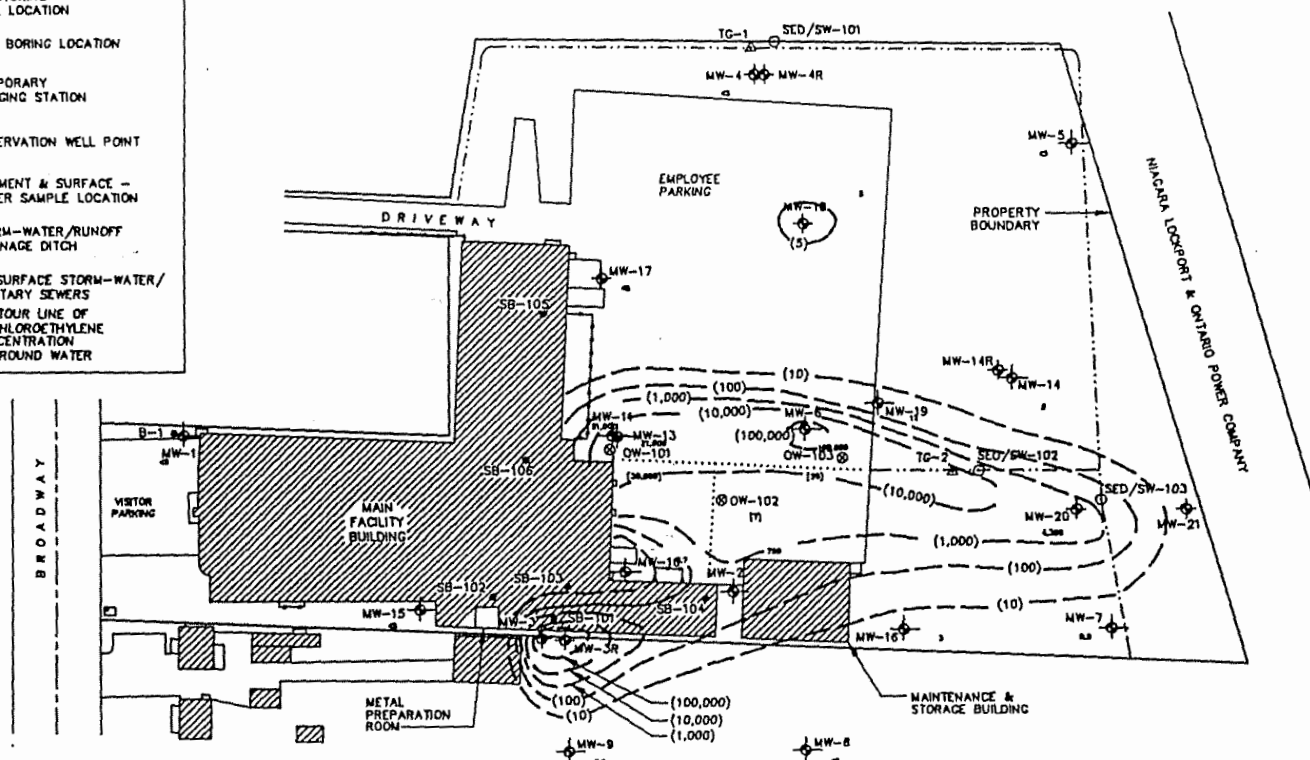 LOCATION
BORING LOCATION
PORARY
GING STATION
ERVATION WELL POINT
MENT & SURFACE -
ER SAMPLE LOCATION
RM-WATER/RUNOFF
NAGE DITCH
SURFACE STORM-WATER/
TARY SEWERS
TOUR LINE OF
HLOROETHYLENE
CENTRATION
ROUND WATER
TG-1
SED/SW-101
MW-4
MW-4R
MW-5
EMPLOYEE
PARKING
MW-18
(5)
PROPERTY
BOUNDARY
NIAGARA LOCKPORT & ONTARIO POWER COMPANY
DRIVEWAY
MW-17
SB-105
MW-14R
MW-14
(10)
(100)
(1,000)
(10,000)
MW-6
MW-19
(100,000)
MW-13
OW-101
OW-103
TG-2
SED/SW-102
B-1
MW-1
SB-106
(10,000)
SED/SW-103
OW-102
MW-20
MW-21
BROADWAY
VISITOR
PARKING
MAIN
FACILITY
BUILDING
(1,000)
(100)
(10)
MW-2
SB-103
SB-102
SB-104
MW-15
SB-101
MW-3R
MW-16
MW-7
METAL
PREPARATION
ROOM
(100)
(10)
(100,000)
(10,000)
(1,000)
MAINTENANCE &
STORAGE BUILDING
MW-9
MW-8